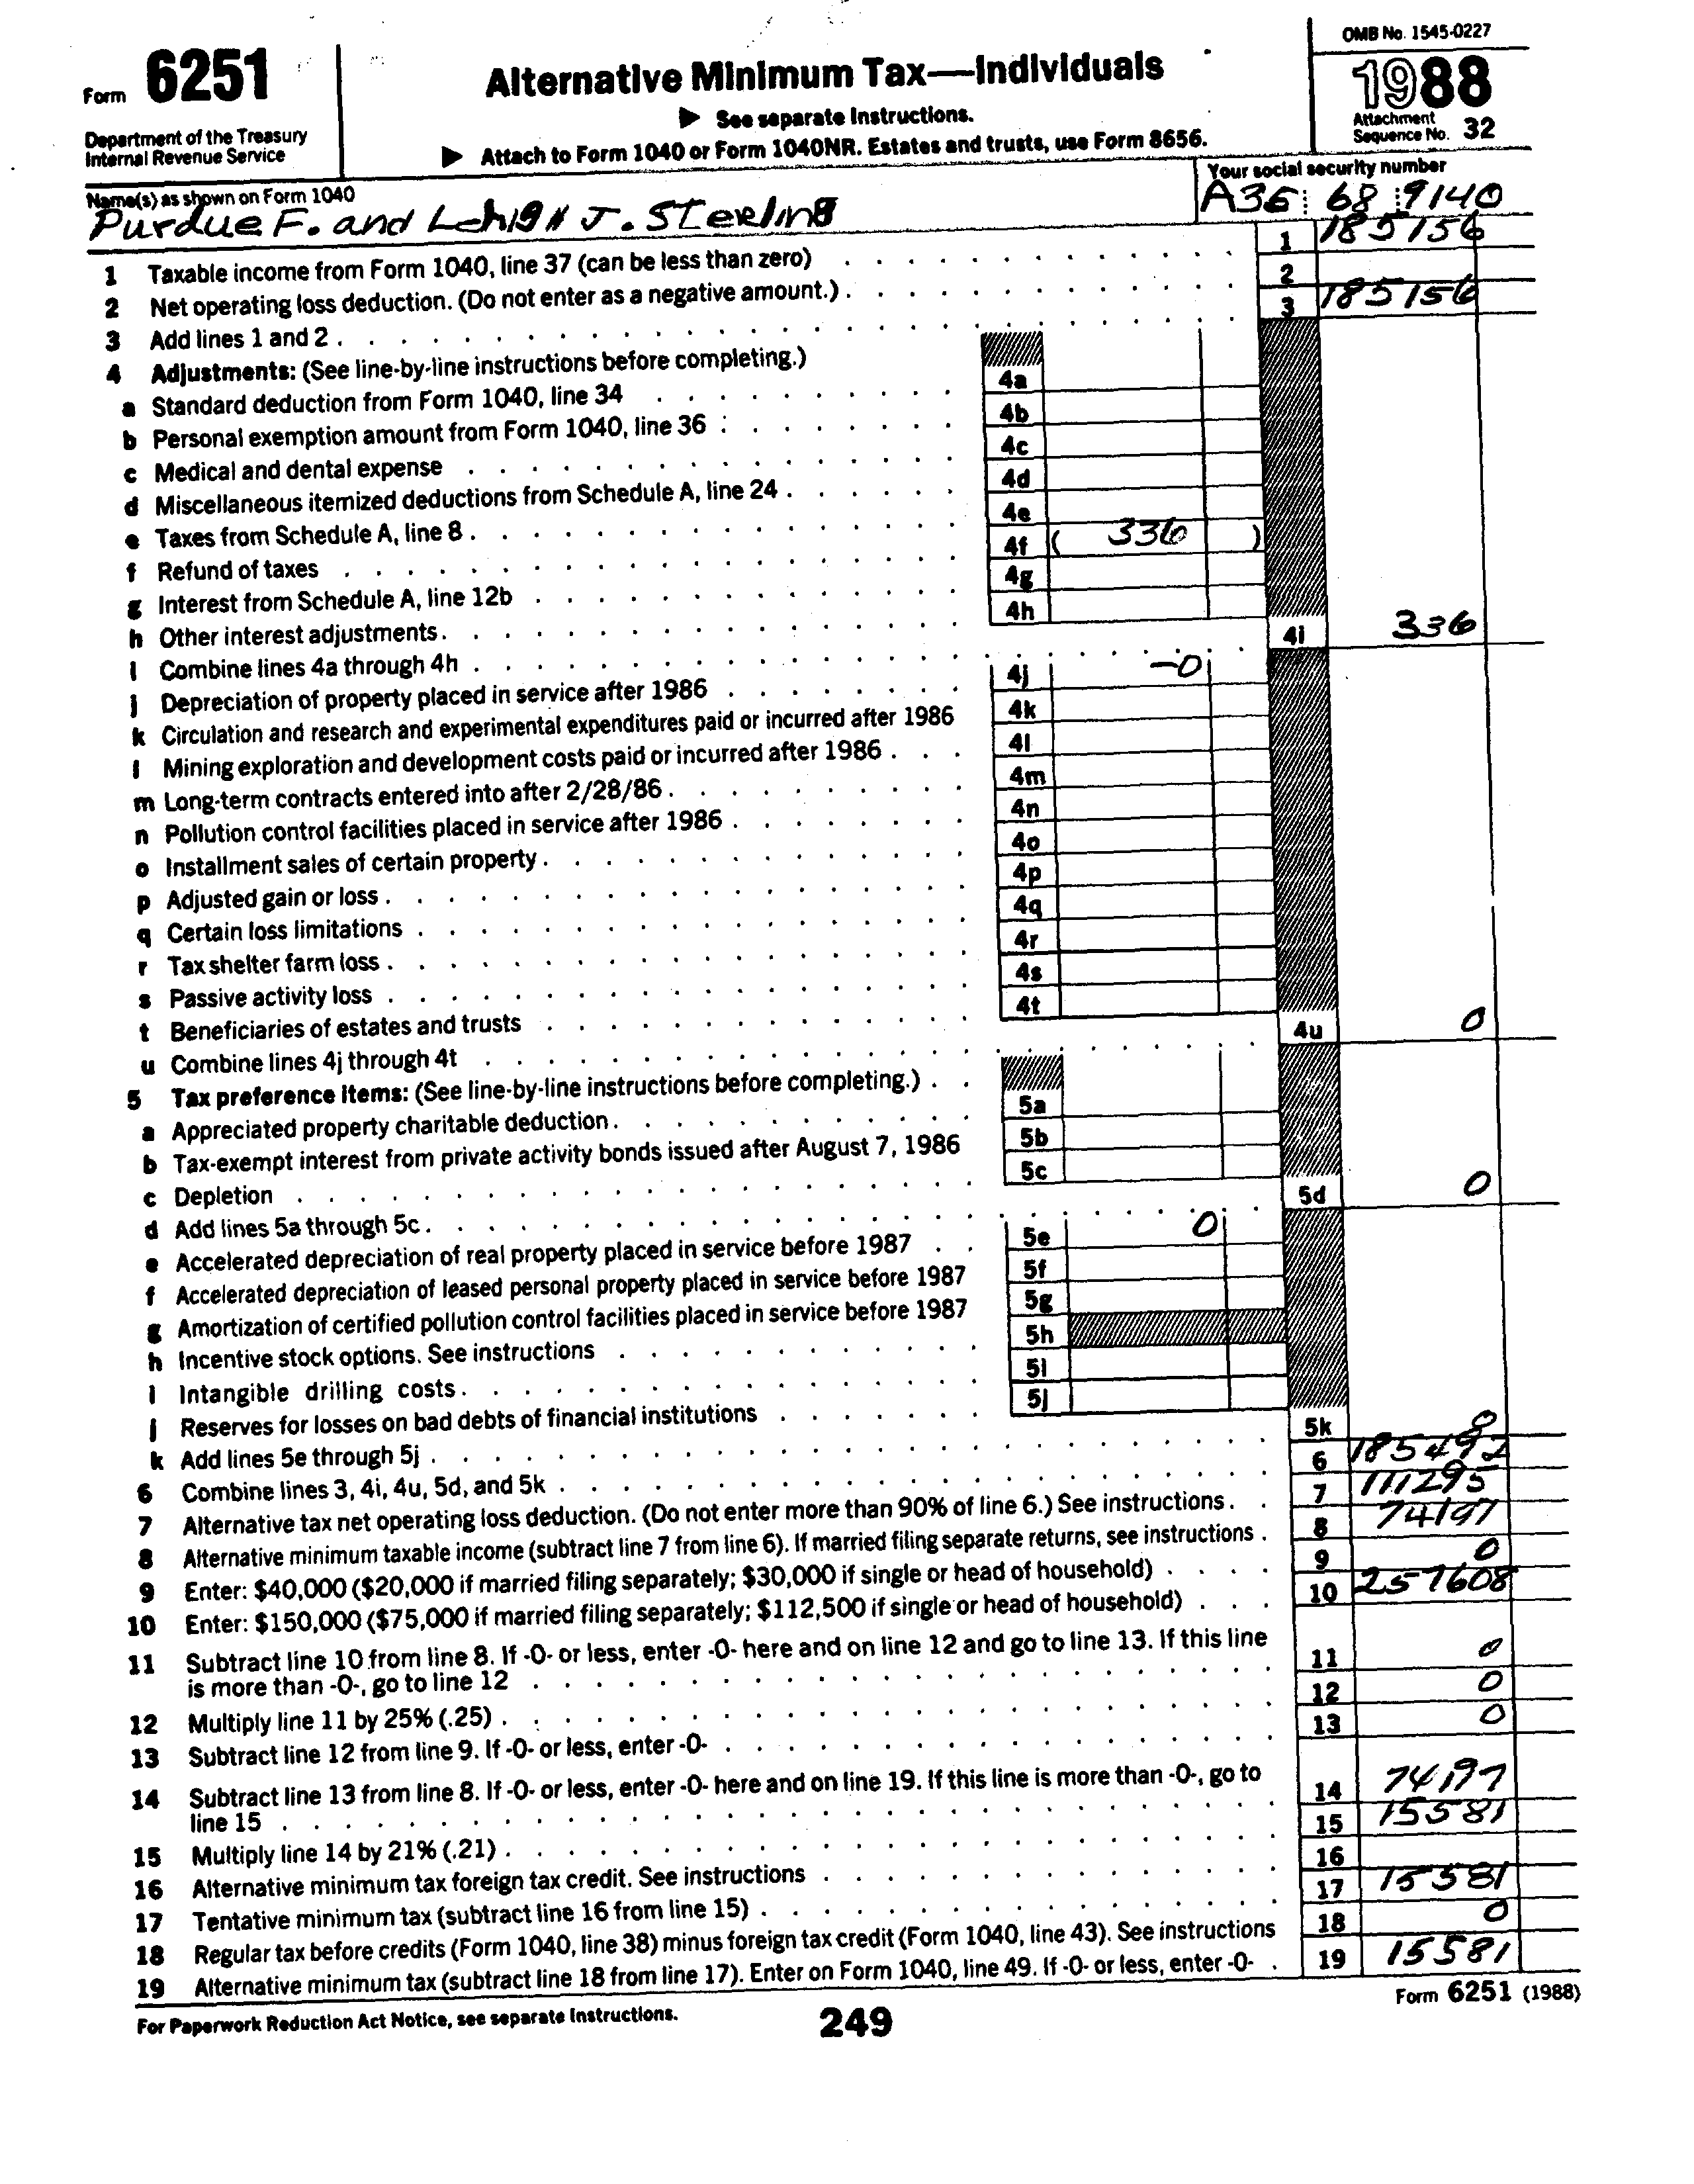 OMB No. 1545-0227
Form 6251
Alternative Minimum Tax—Individuals
1988
▶ See separate Instructions.
Attachment
Sequence No. 32
Department of the Treasury
Internal Revenue Service
▶ Attach to Form 1040 or Form 1040NR. Estates and trusts, use Form 8656.
Name(s) as shown on Form 1040
Your social security number
Purdue F. and Lehigh J. Sterling
A36 68 9140
1 Taxable income from Form 1040, line 37 (can be less than zero) 1 185156
2 Net operating loss deduction. (Do not enter as a negative amount.) 2
3 Add lines 1 and 2 3 185156
4 Adjustments: (See line-by-line instructions before completing.)
a Standard deduction from Form 1040, line 34 4a
b Personal exemption amount from Form 1040, line 36 4b
c Medical and dental expense 4c
d Miscellaneous itemized deductions from Schedule A, line 24 4d
e Taxes from Schedule A, line 8 4e
f Refund of taxes 4f ( 336 )
g Interest from Schedule A, line 12b 4g
h Other interest adjustments 4h
i Combine lines 4a through 4h 4i 336
j Depreciation of property placed in service after 1986 4j -0
k Circulation and research and experimental expenditures paid or incurred after 1986 4k
l Mining exploration and development costs paid or incurred after 1986 4l
m Long-term contracts entered into after 2/28/86 4m
n Pollution control facilities placed in service after 1986 4n
o Installment sales of certain property 4o
p Adjusted gain or loss 4p
q Certain loss limitations 4q
r Tax shelter farm loss 4r
s Passive activity loss 4s
t Beneficiaries of estates and trusts 4t
u Combine lines 4j through 4t 4u 0
5 Tax preference items: (See line-by-line instructions before completing.)
a Appreciated property charitable deduction 5a
b Tax-exempt interest from private activity bonds issued after August 7, 1986 5b
c Depletion 5c
d Add lines 5a through 5c 5d 0
e Accelerated depreciation of real property placed in service before 1987 5e 0
f Accelerated depreciation of leased personal property placed in service before 1987 5f
g Amortization of certified pollution control facilities placed in service before 1987 5g
h Incentive stock options. See instructions 5h
i Intangible drilling costs 5i
j Reserves for losses on bad debts of financial institutions 5j
k Add lines 5e through 5j 5k 0
6 Combine lines 3, 4i, 4u, 5d, and 5k 6 185492
7 Alternative tax net operating loss deduction. (Do not enter more than 90% of line 6.) See instructions 7 111295
8 Alternative minimum taxable income (subtract line 7 from line 6). If married filing separate returns, see instructions 8 74197
9 Enter: $40,000 ($20,000 if married filing separately; $30,000 if single or head of household) 9 0
10 Enter: $150,000 ($75,000 if married filing separately; $112,500 if single or head of household) 10 257608
11 Subtract line 10 from line 8. If -0- or less, enter -0- here and on line 12 and go to line 13. If this line
is more than -0-, go to line 12 11 0
12 Multiply line 11 by 25% (.25) 12 0
13 Subtract line 12 from line 9. If -0- or less, enter -0- 13 0
14 Subtract line 13 from line 8. If -0- or less, enter -0- here and on line 19. If this line is more than -0-, go to
line 15 14 74197
15 Multiply line 14 by 21% (.21) 15 15581
16 Alternative minimum tax foreign tax credit. See instructions 16
17 Tentative minimum tax (subtract line 16 from line 15) 17 15581
18 Regular tax before credits (Form 1040, line 38) minus foreign tax credit (Form 1040, line 43). See instructions 18 0
19 Alternative minimum tax (subtract line 18 from line 17). Enter on Form 1040, line 49. If -0- or less, enter -0- 19 15581
For Paperwork Reduction Act Notice, see separate Instructions.
249
Form 6251 (1988)